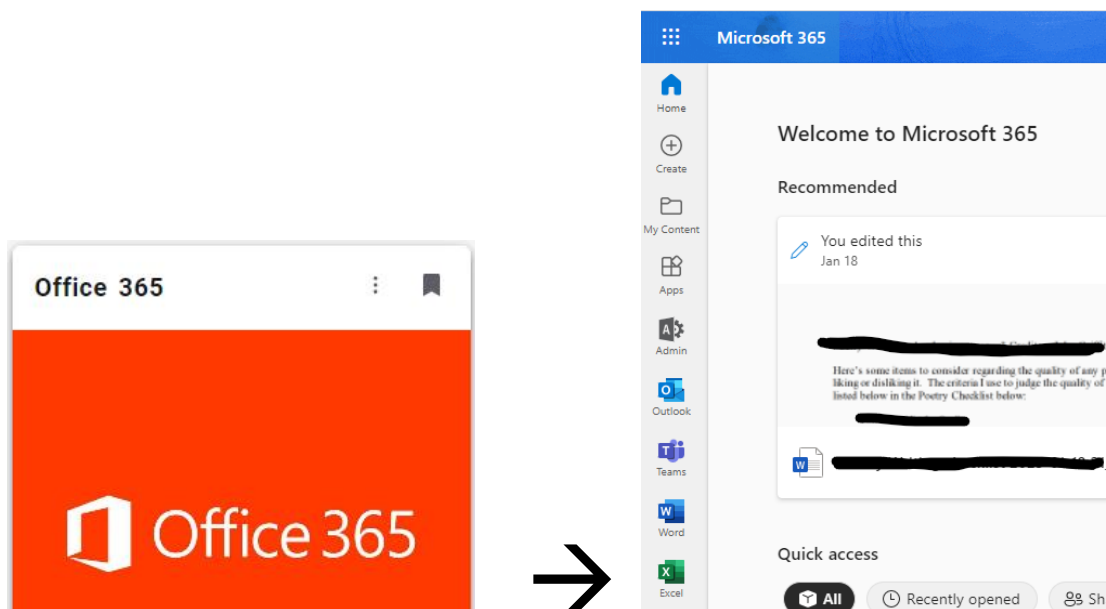 Office 365
Office 365
Microsoft 365
Home
Create
My Content
Apps
Admin
Outlook
Teams
Word
Excel
Welcome to Microsoft 365
Recommended
You edited this
Jan 18
Here's some items to consider regarding the quality of any p
liking or disliking it. The criteria I use to judge the quality of
listed below in the Poetry Checklist below:
Quick access
All
Recently opened
Sh